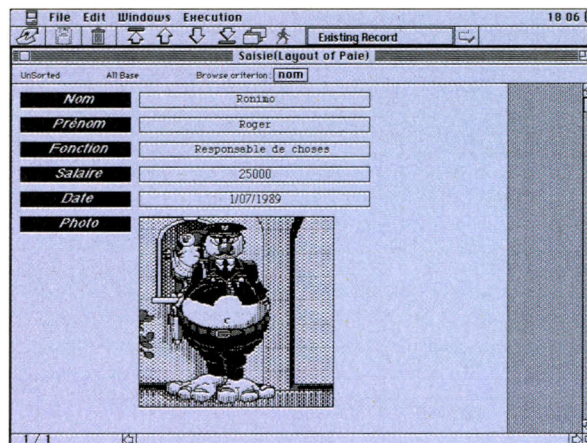 File Edit Windows Execution 18 06
Existing Record
Saisie(Layout of Paie)
UnSorted All Base Browse criterion: nom
Nom Ronimo
Prénom Roger
Fonction Responsable de choses
Salaire 25000
Date 1/07/1989
Photo
1/1